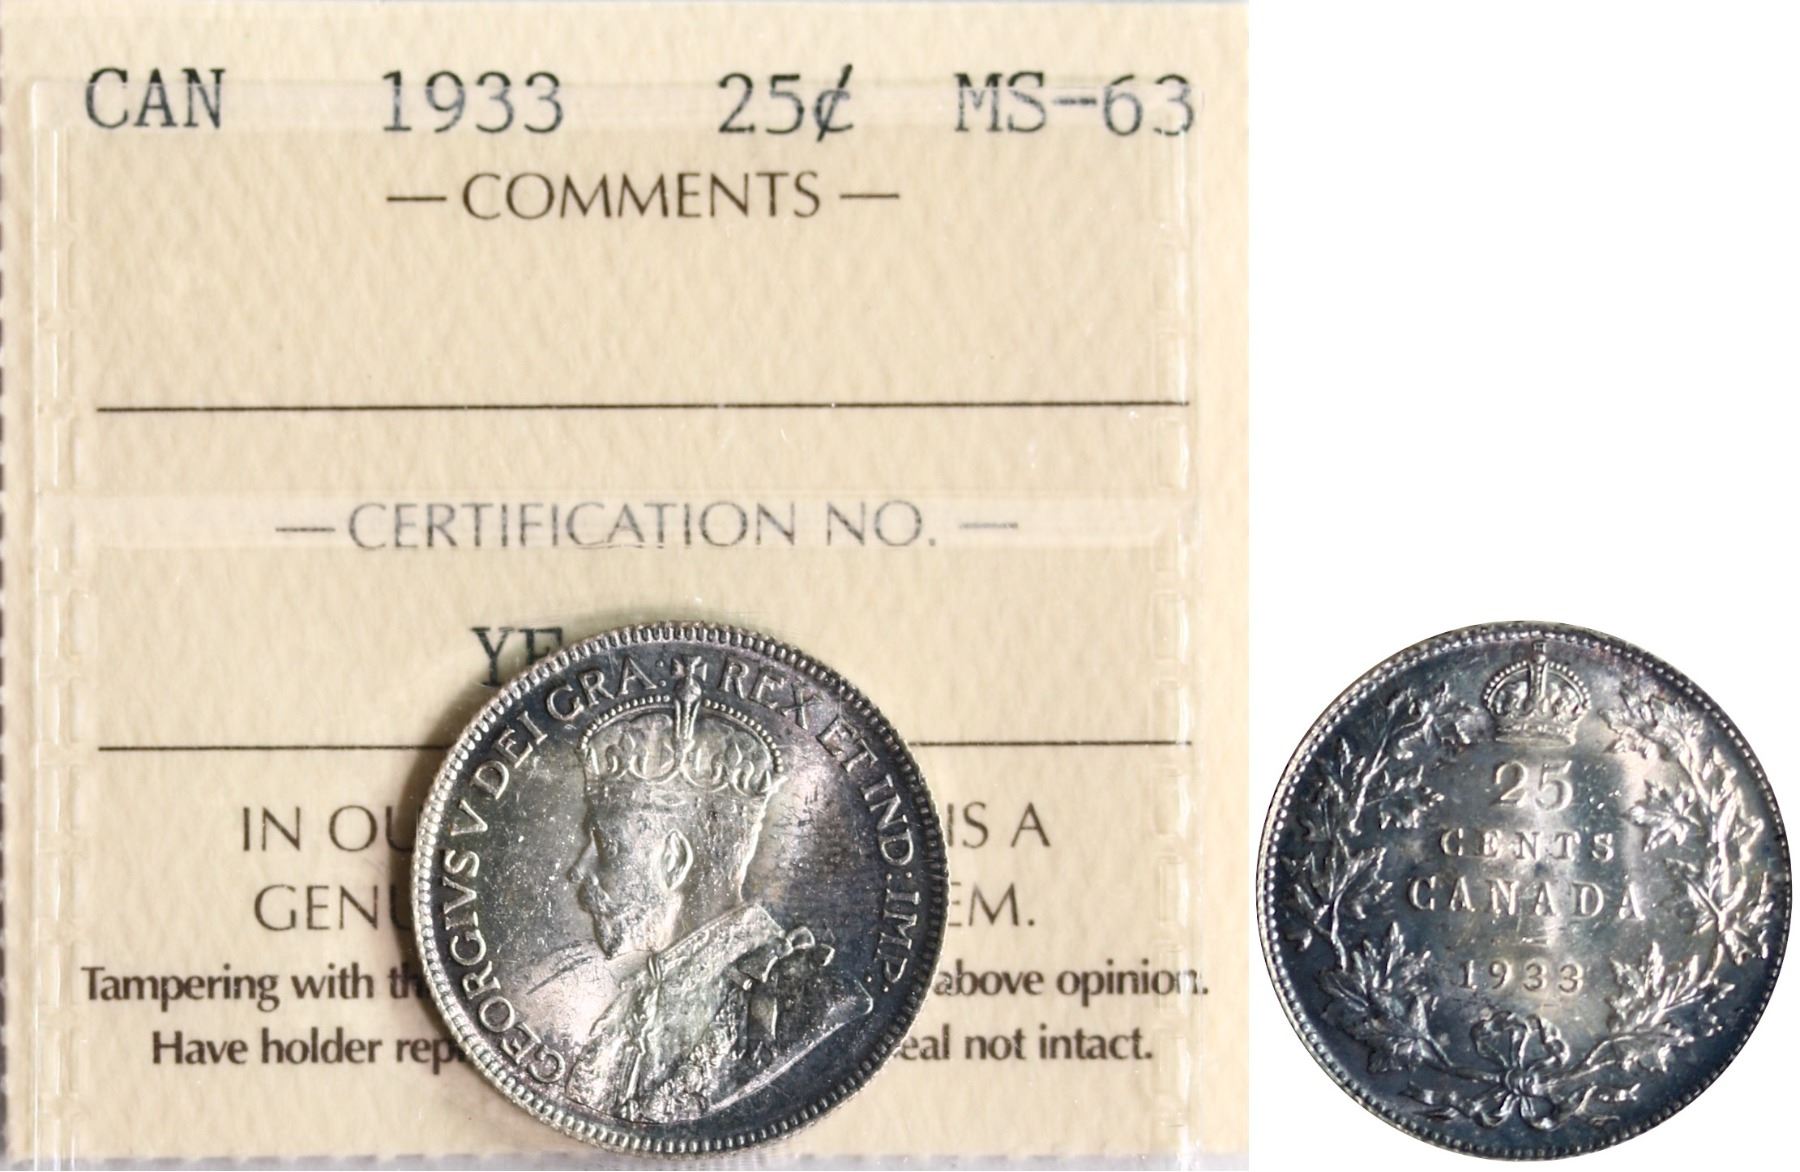 CAN 1933 25¢ MS-63
— COMMENTS —
— CERTIFICATION NO. —
IN OU IS A
GENU EM.
Tampering with th above opinion.
Have holder rep eal not intact.
GEORGIVS V DEI GRA: REX ET IND: IMP:
25
CENTS
CANADA
1933